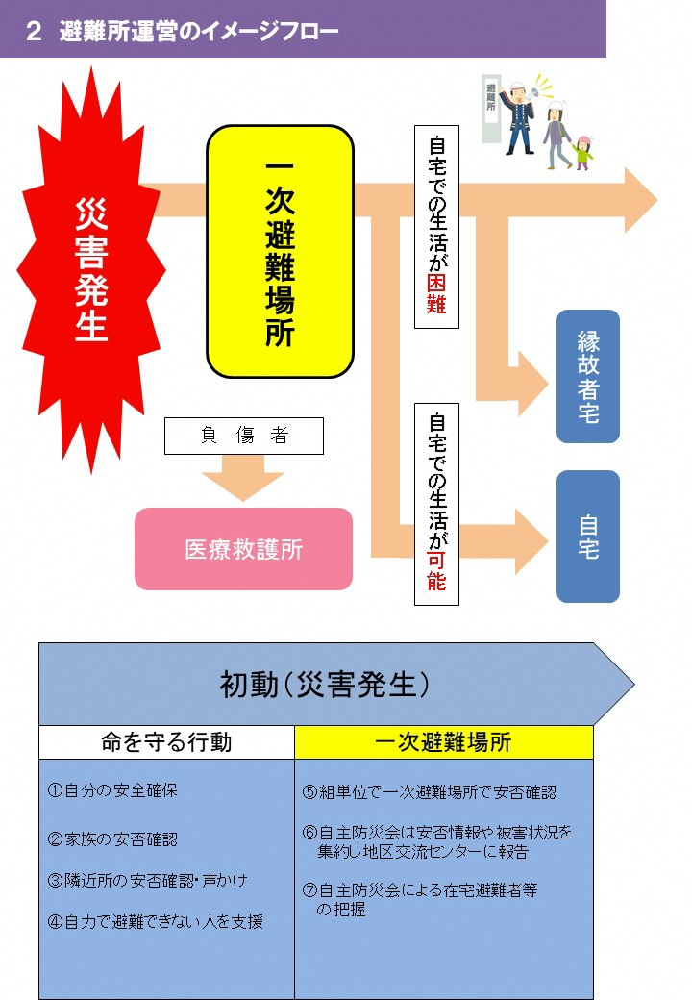 2 避難所運営のイメージフロー
避難所
災害発生
一次避難場所
自宅での生活が困難
縁故者宅
負傷者
自宅での生活が可能
自宅
医療救護所
初動(災害発生)
命を守る行動
一次避難場所
①自分の安全確保
②家族の安否確認
③隣近所の安否確認・声かけ
④自力で避難できない人を支援
⑤組単位で一次避難場所で安否確認
⑥自主防災会は安否情報や被害状況を
集約し地区交流センターに報告
⑦自主防災会による在宅避難者等
の把握